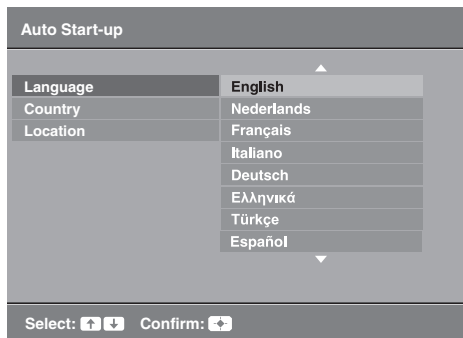 Auto Start-up
Language
English
Country
Nederlands
Location
Français
Italiano
Deutsch
Ελληνικά
Türkçe
Español
Select: Confirm: